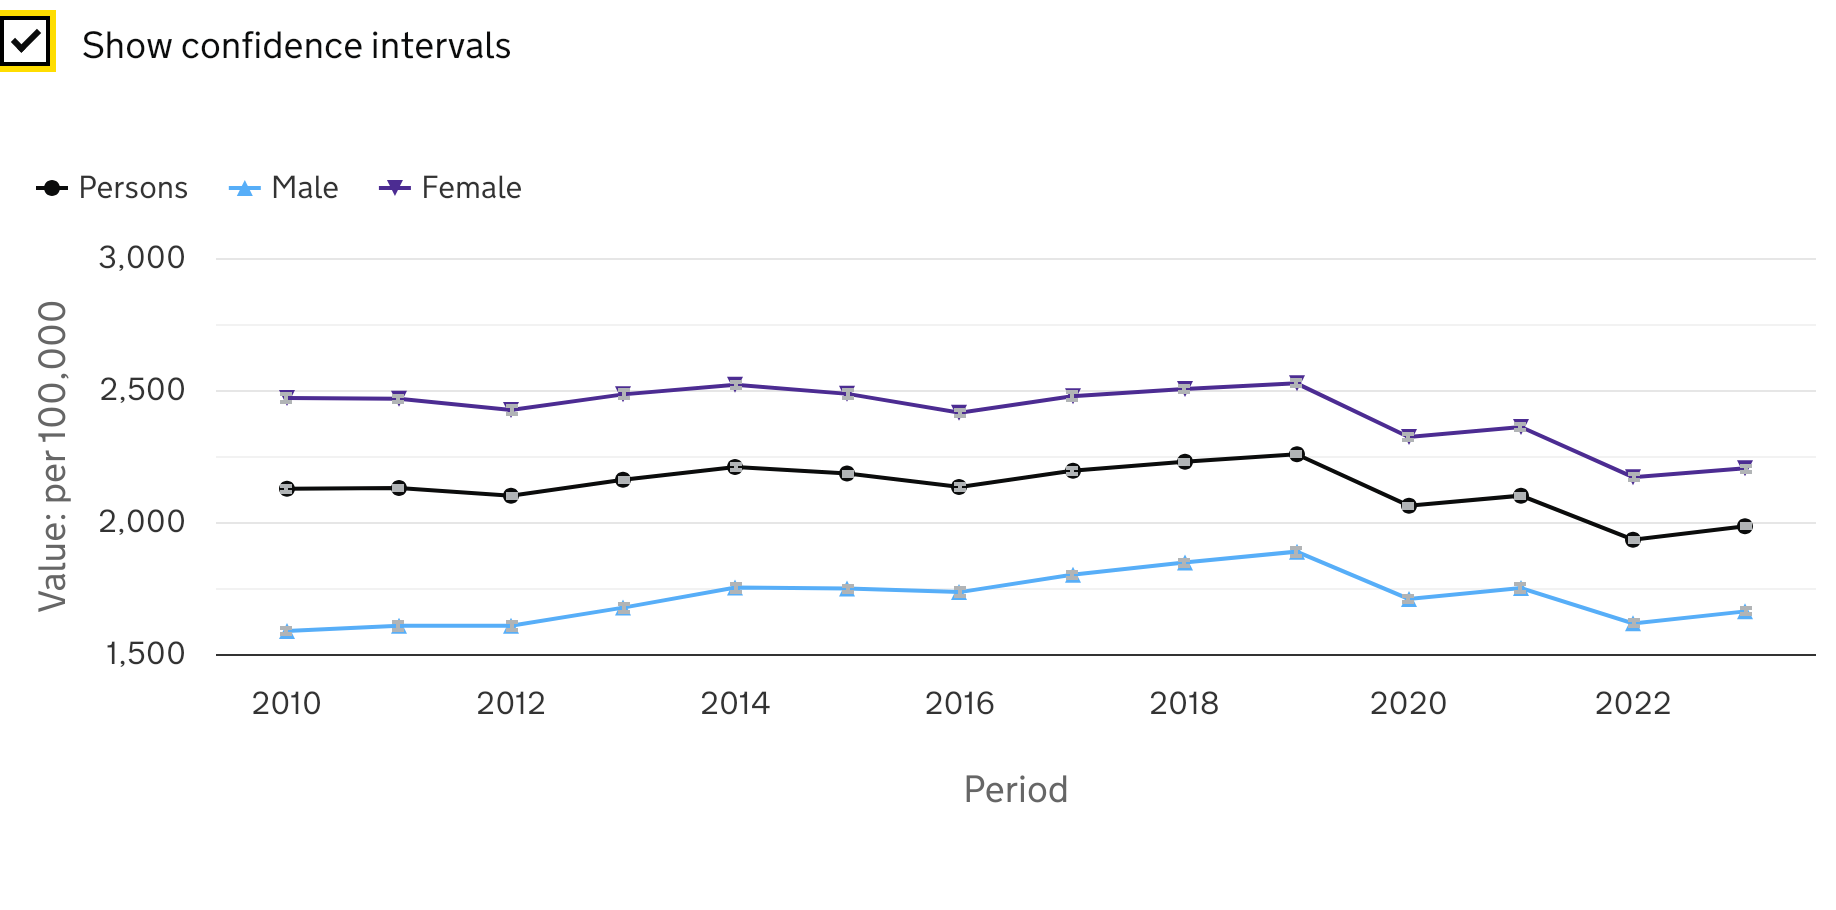 Show confidence intervals
Persons Male Female
3,000
2,500
2,000
1,500
Value: per 100,000
2010 2012 2014 2016 2018 2020 2022
Period